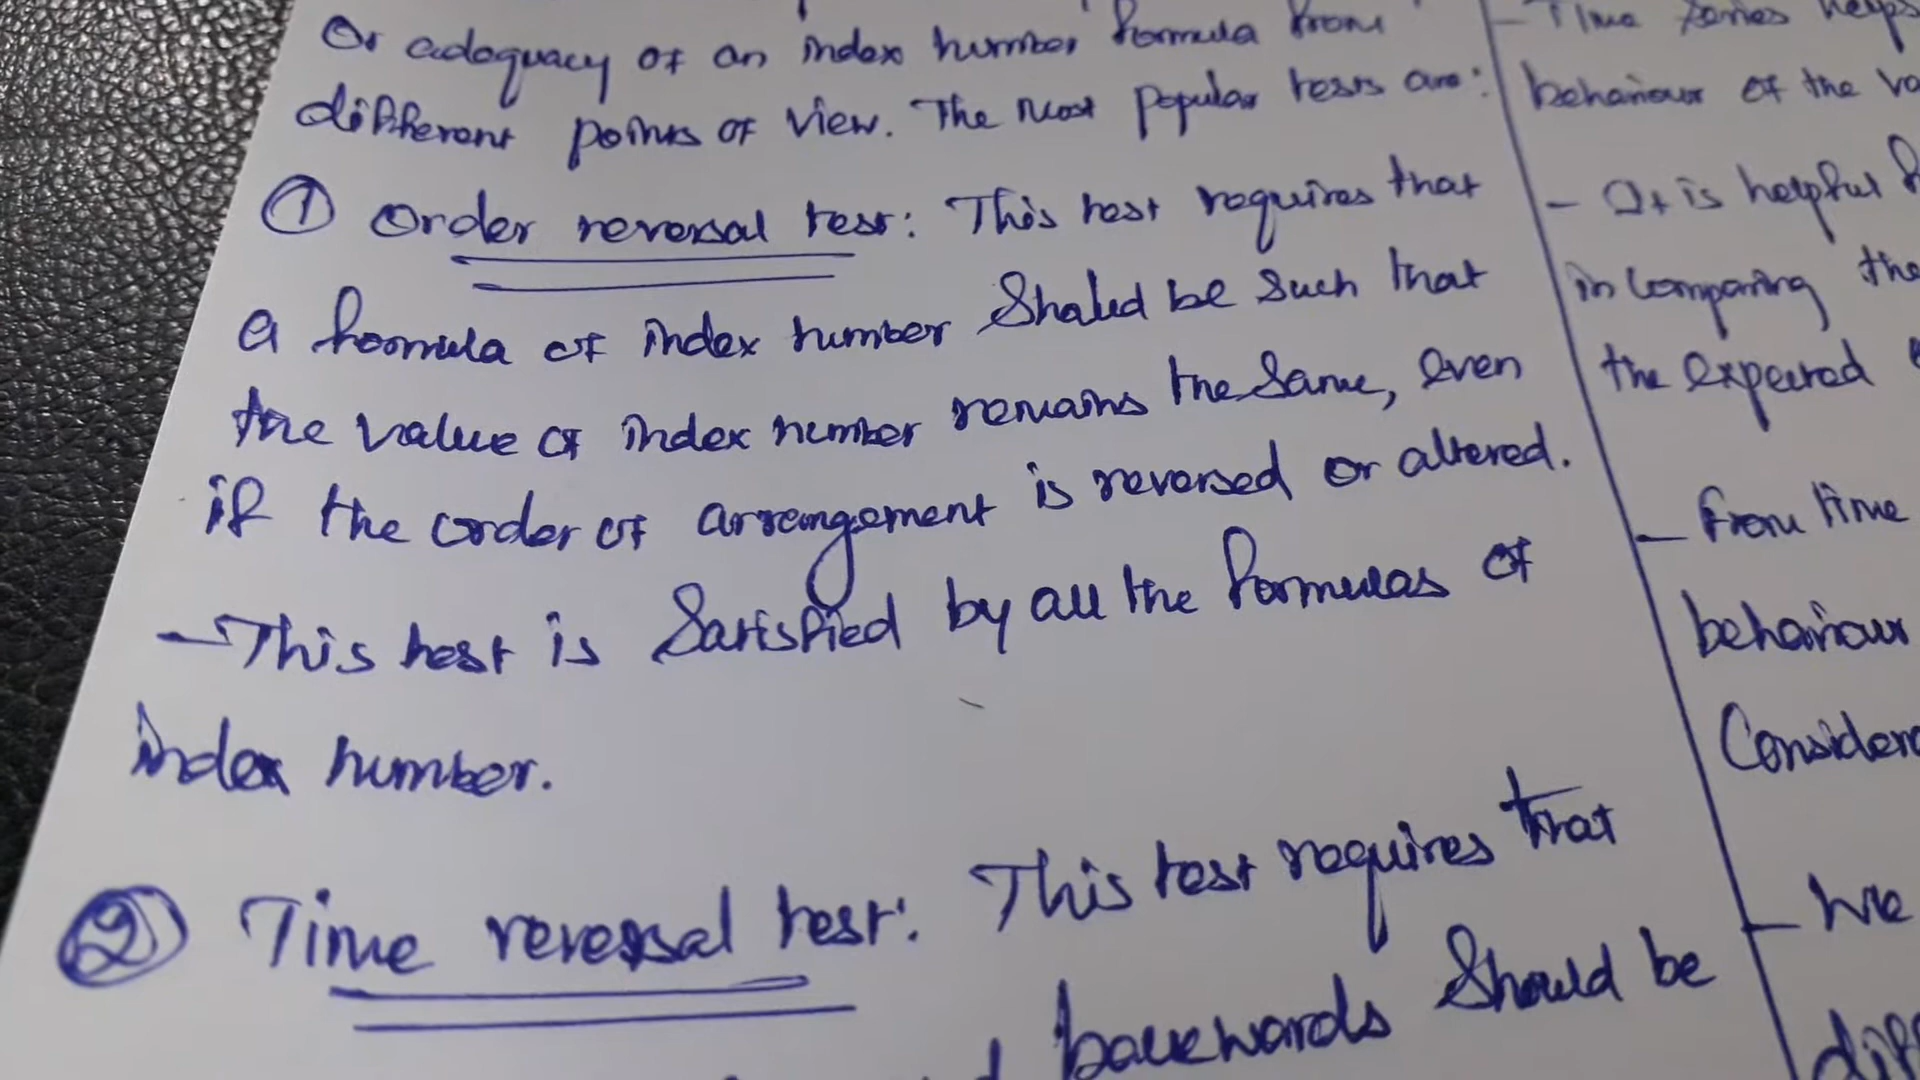 Or adequacy of an index number formula from
different points of view. The most popular tests are:
① Order reversal test: This test requires that
a formula of index number Should be such that
the value of index number remains the same, even
if the order of arrangement is reversed or altered.
- This test is Satisfied by all the formulas of
index number.
② Time reversal test: This test requires that
backwards Should be
- Time series helps
behaviour of the va
- It is helpful f
in comparing the
the expected
- From time
behaviour
Consider
- We
diff